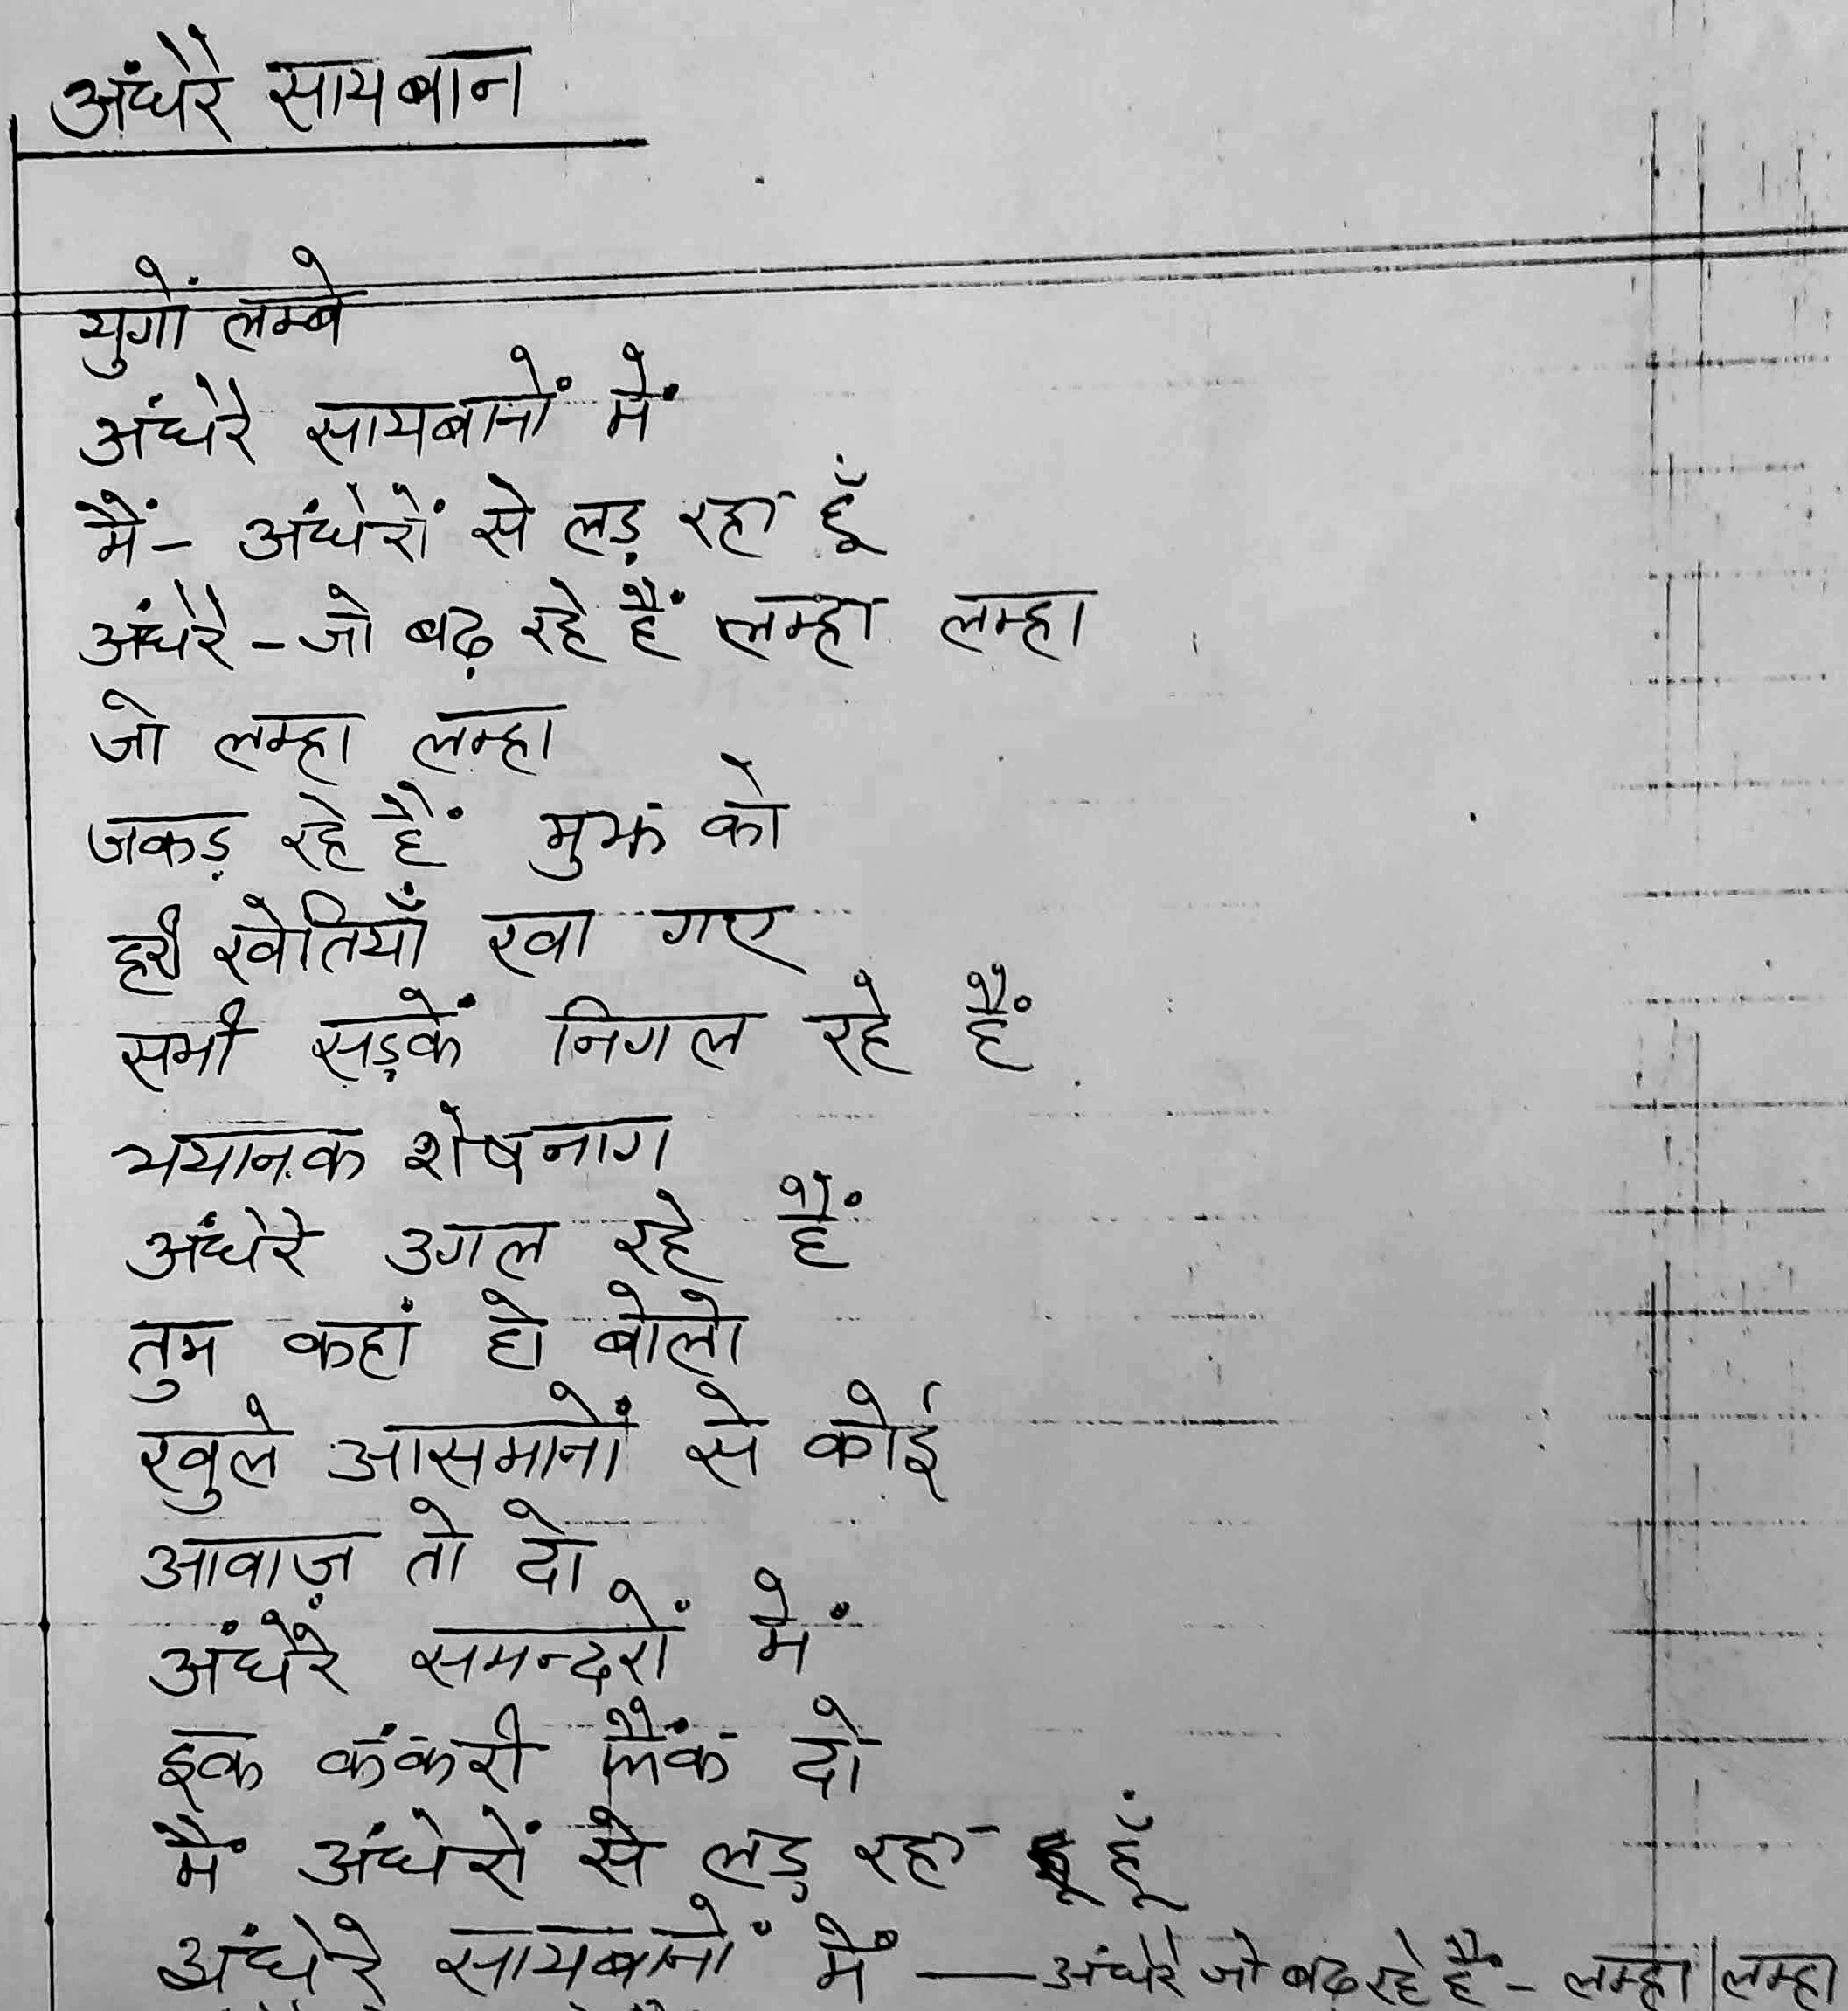 अंधेरे सायबान
युगों लम्बे
अंधेरे सायबानों में
मैं - अंधेरों से लड़ रहा हूँ
अंधेरे - जो बढ़ रहे हैं लम्हा लम्हा
जो लम्हा लम्हा
जकड़ रहे हैं मुझ को
हरी खेतियाँ खा गए
सभी सड़कें निगल रहे हैं
भयानक शेषनाग
अंधेरे उगल रहे हैं
तुम कहां हो बोलो
खुले आसमानों से कोई
आवाज़ तो दो
अंधेरे समन्दरों में
इक कंकरी फैंक दो
मैं अंधेरों से लड़ रहा हूँ
अंधेरे सायबानों में — अंधेरे जो बढ़ रहे हैं - लम्हा लम्हा